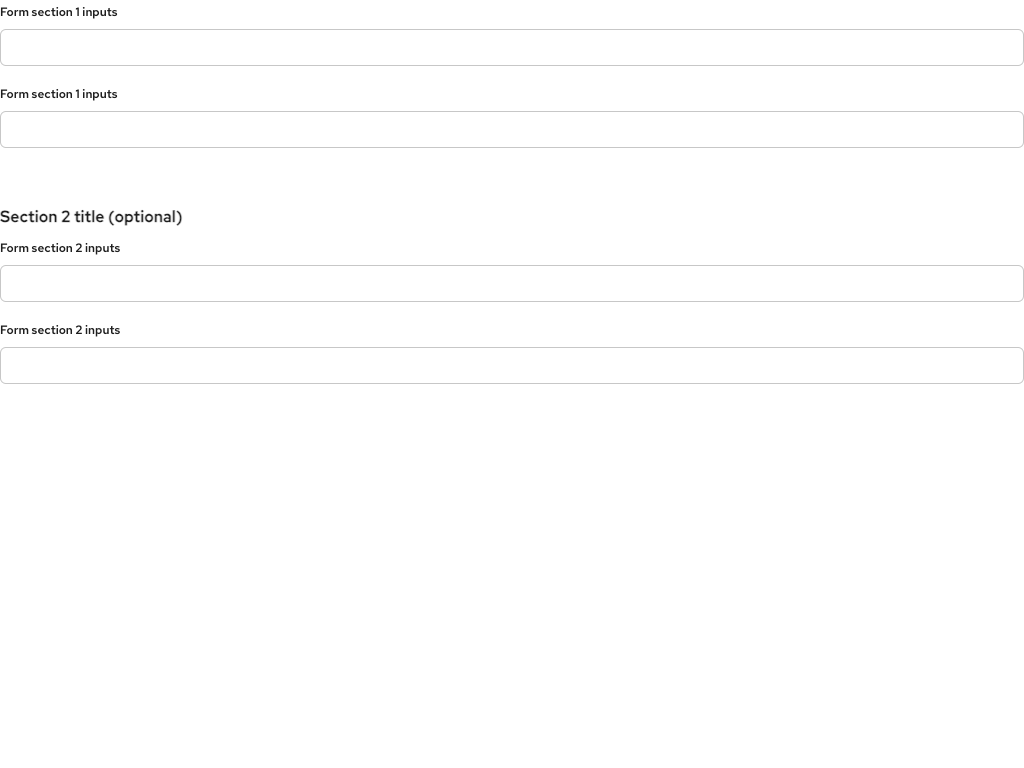 Form section 1 inputs
Form section 1 inputs
Section 2 title (optional)
Form section 2 inputs
Form section 2 inputs